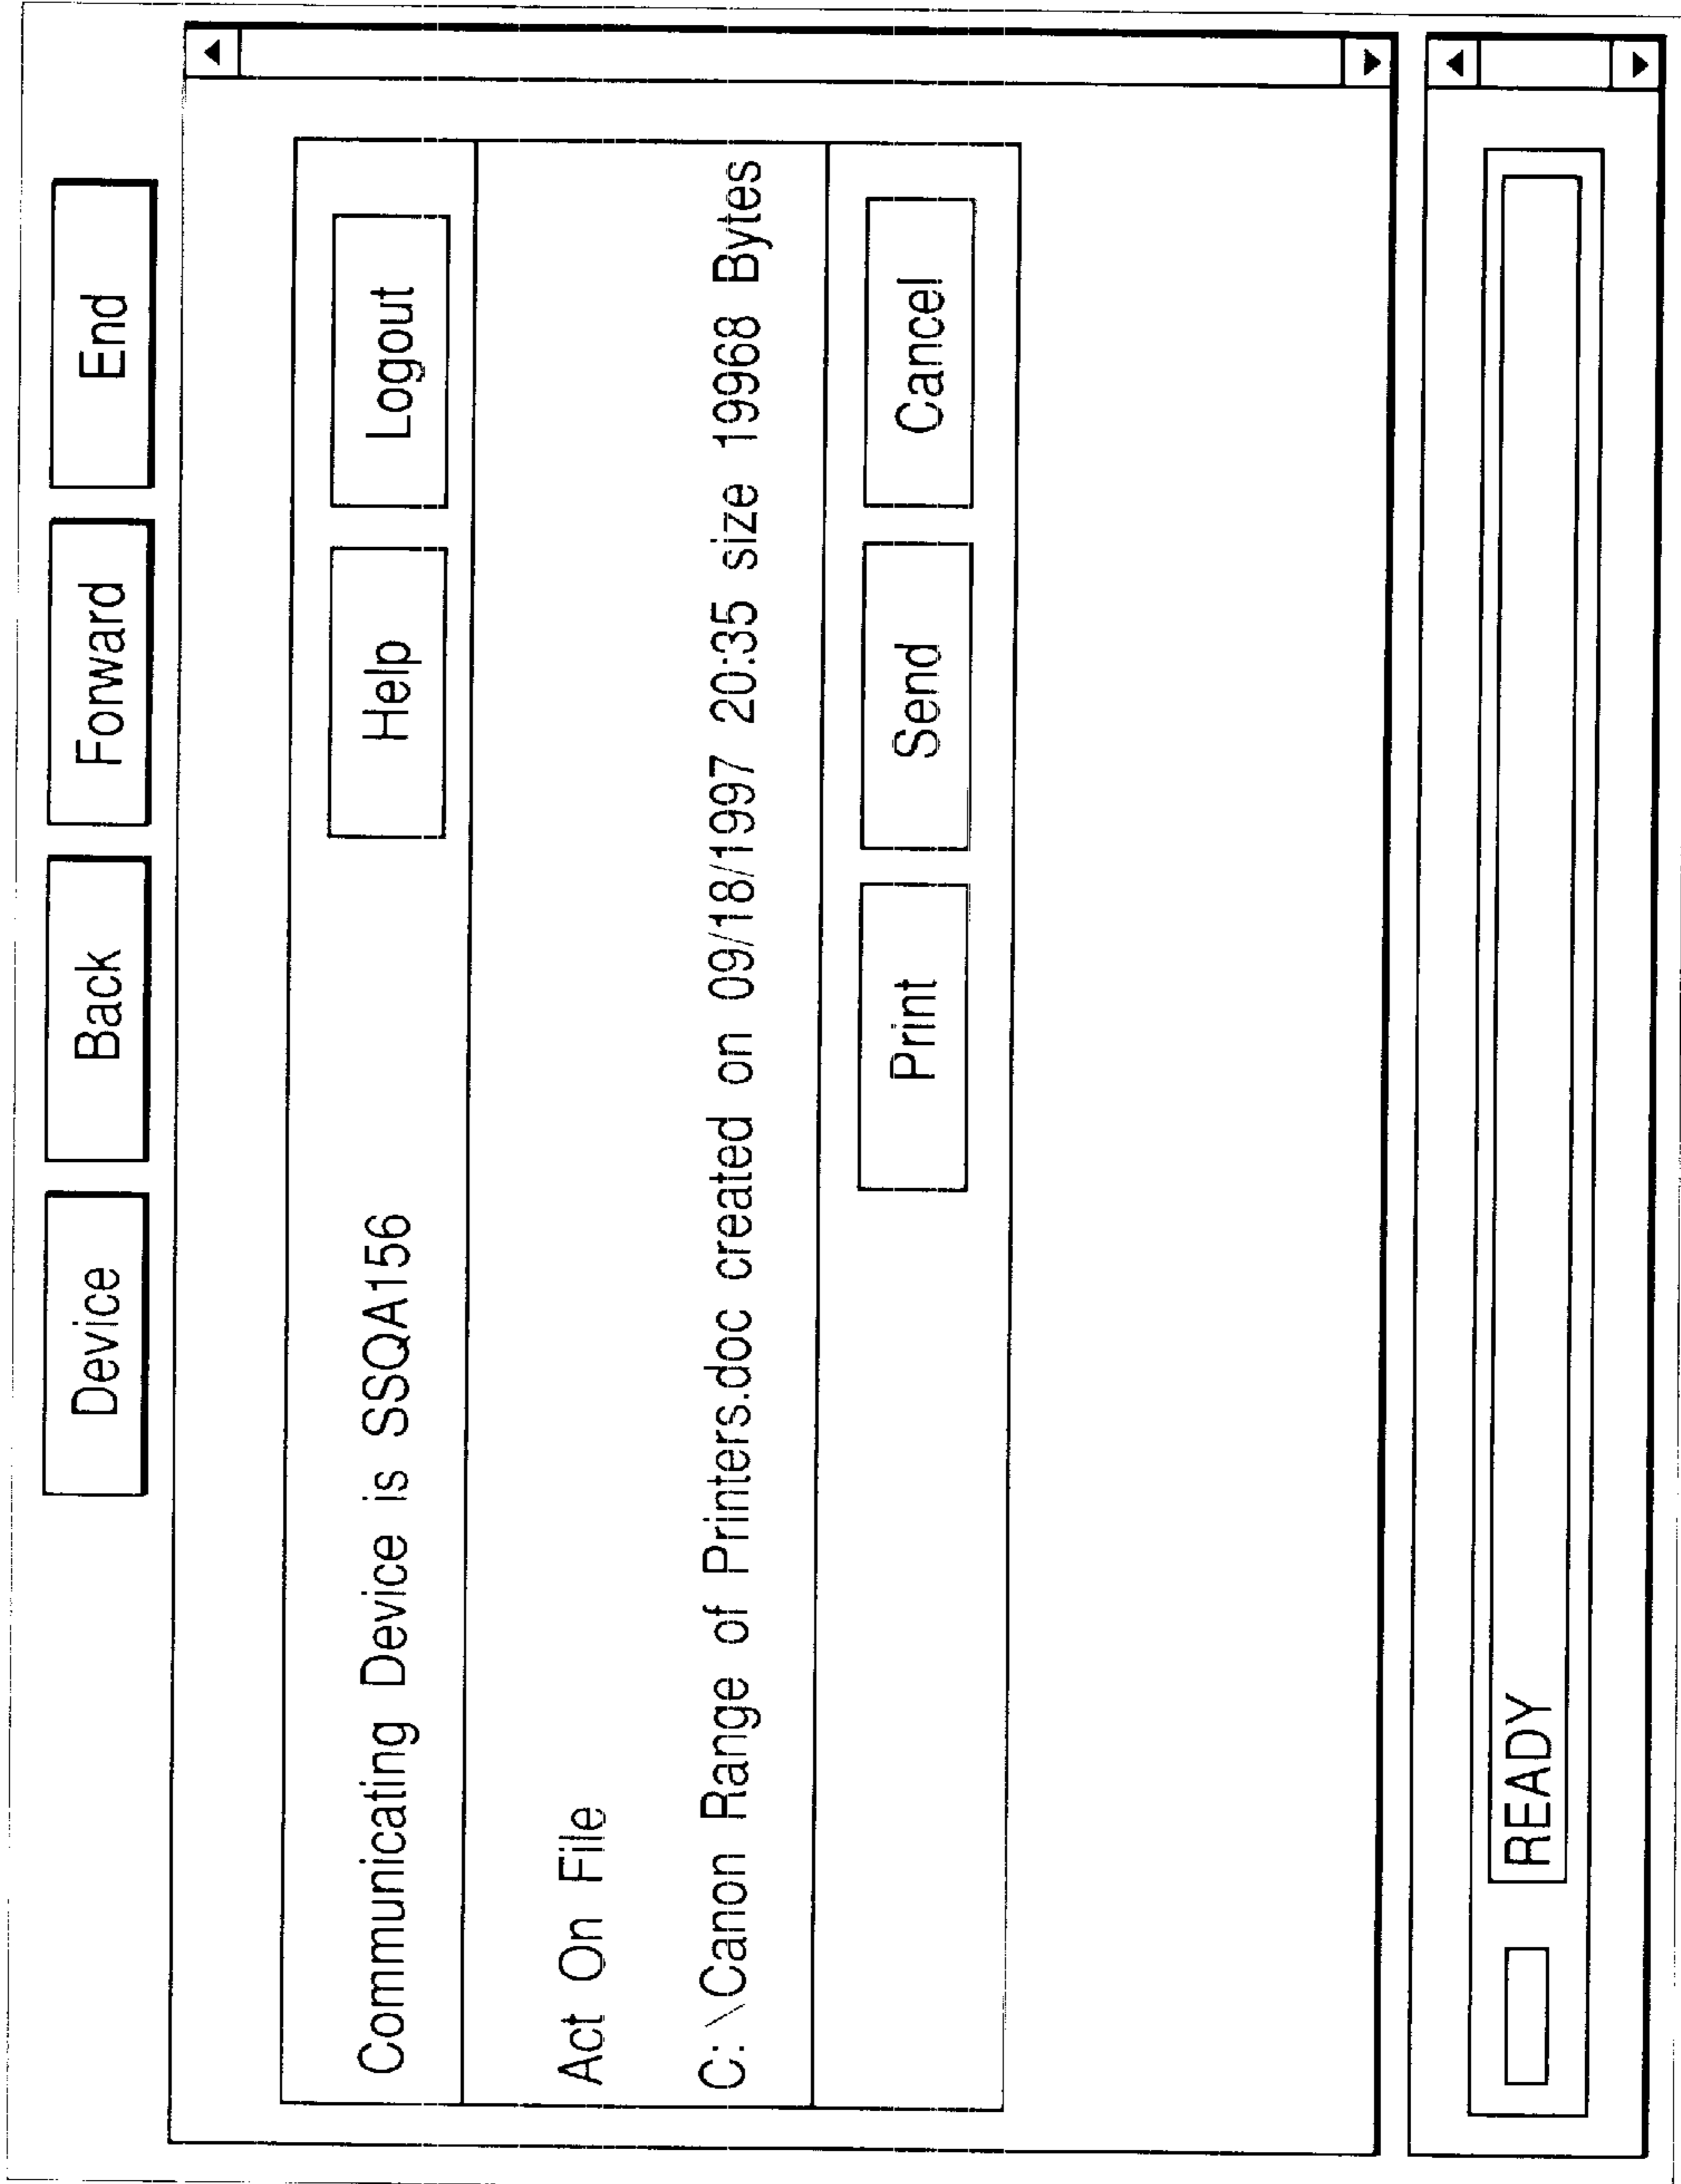 Device Back Forward End
Communicating Device is SSQA156 Help Logout
Act On File
C:\Canon Range of Printers.doc created on 09/18/1997 20:35 size 19968 Bytes
Print Send Cancel
READY